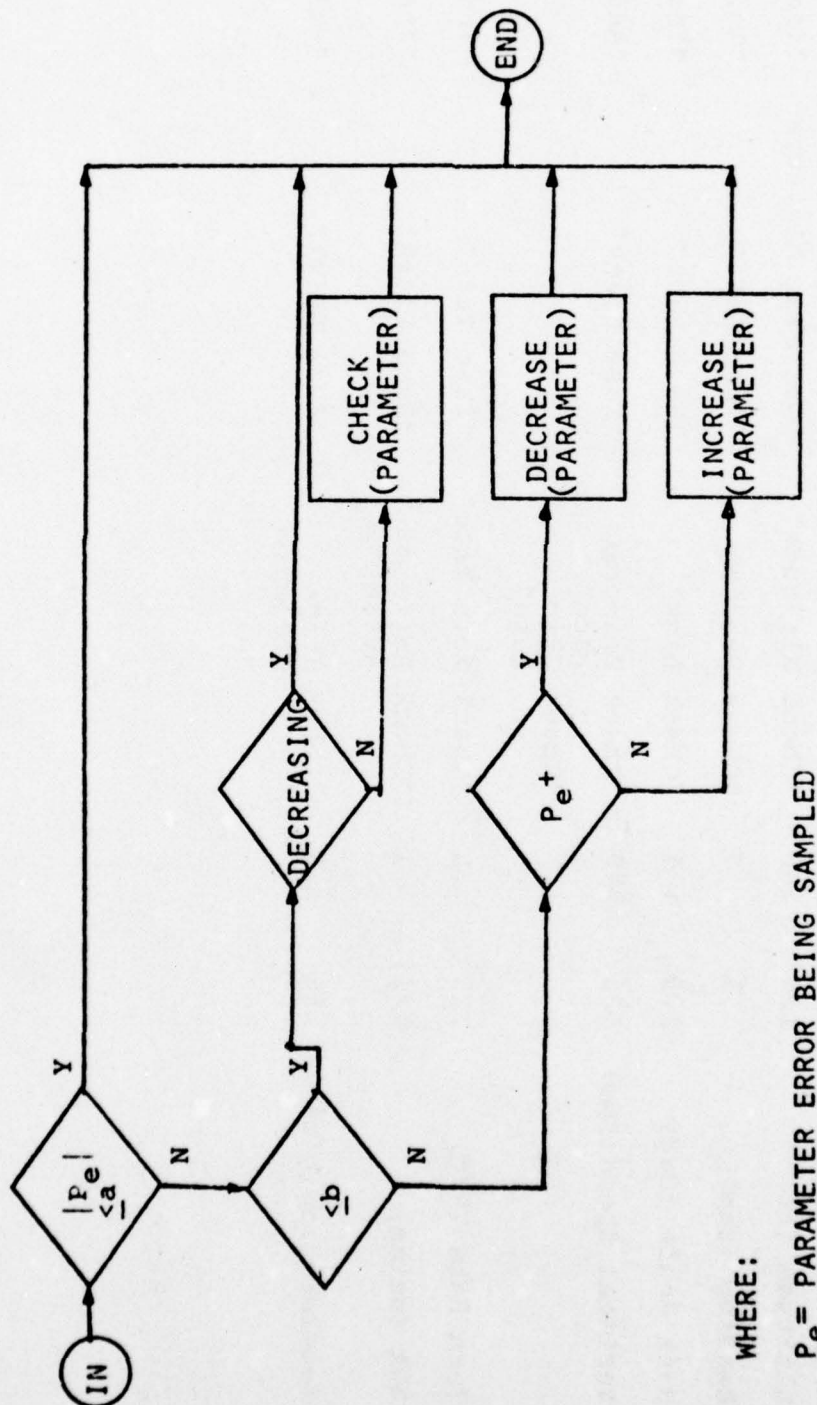 IN
|Pe|
≤a
Y
N
≤b
Y
N
DECREASING
Y
N
CHECK
(PARAMETER)
Pe+
Y
N
DECREASE
(PARAMETER)
INCREASE
(PARAMETER)
END
WHERE:
Pe= PARAMETER ERROR BEING SAMPLED